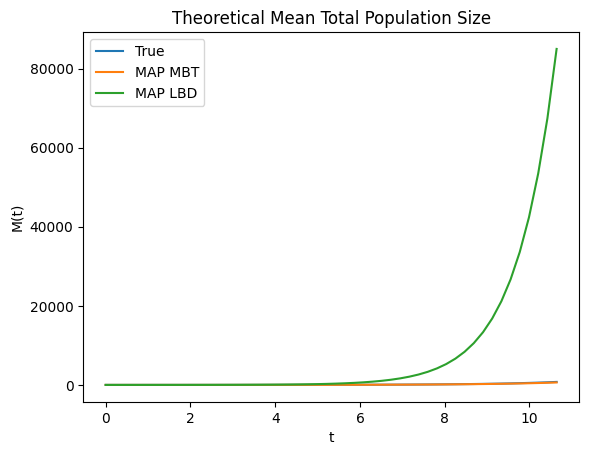 Theoretical Mean Total Population Size
True
MAP MBT
MAP LBD
M(t)
80000
60000
40000
20000
0
0 2 4 6 8 10
t